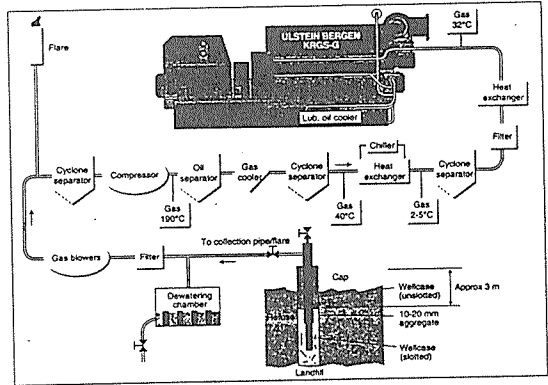 Flare
ULSTEIN BERGEN
KRGS-G
Gas
32°C
Lub. oil cooler
Heat
exchanger
Filter
Cyclone
separator
Compressor
Oil
separator
Gas
cooler
Cyclone
separator
Chiller
Heat
exchanger
Cyclone
separator
Gas
190°C
Gas
40°C
Gas
2-5°C
Gas blowers
Filter
To collection pipe/flare
Dewatering
chamber
Cap
Refuse
Wellcase
(unslotted)
Approx 3 m
10-20 mm
aggregate
Wellcase
(slotted)
Landfill